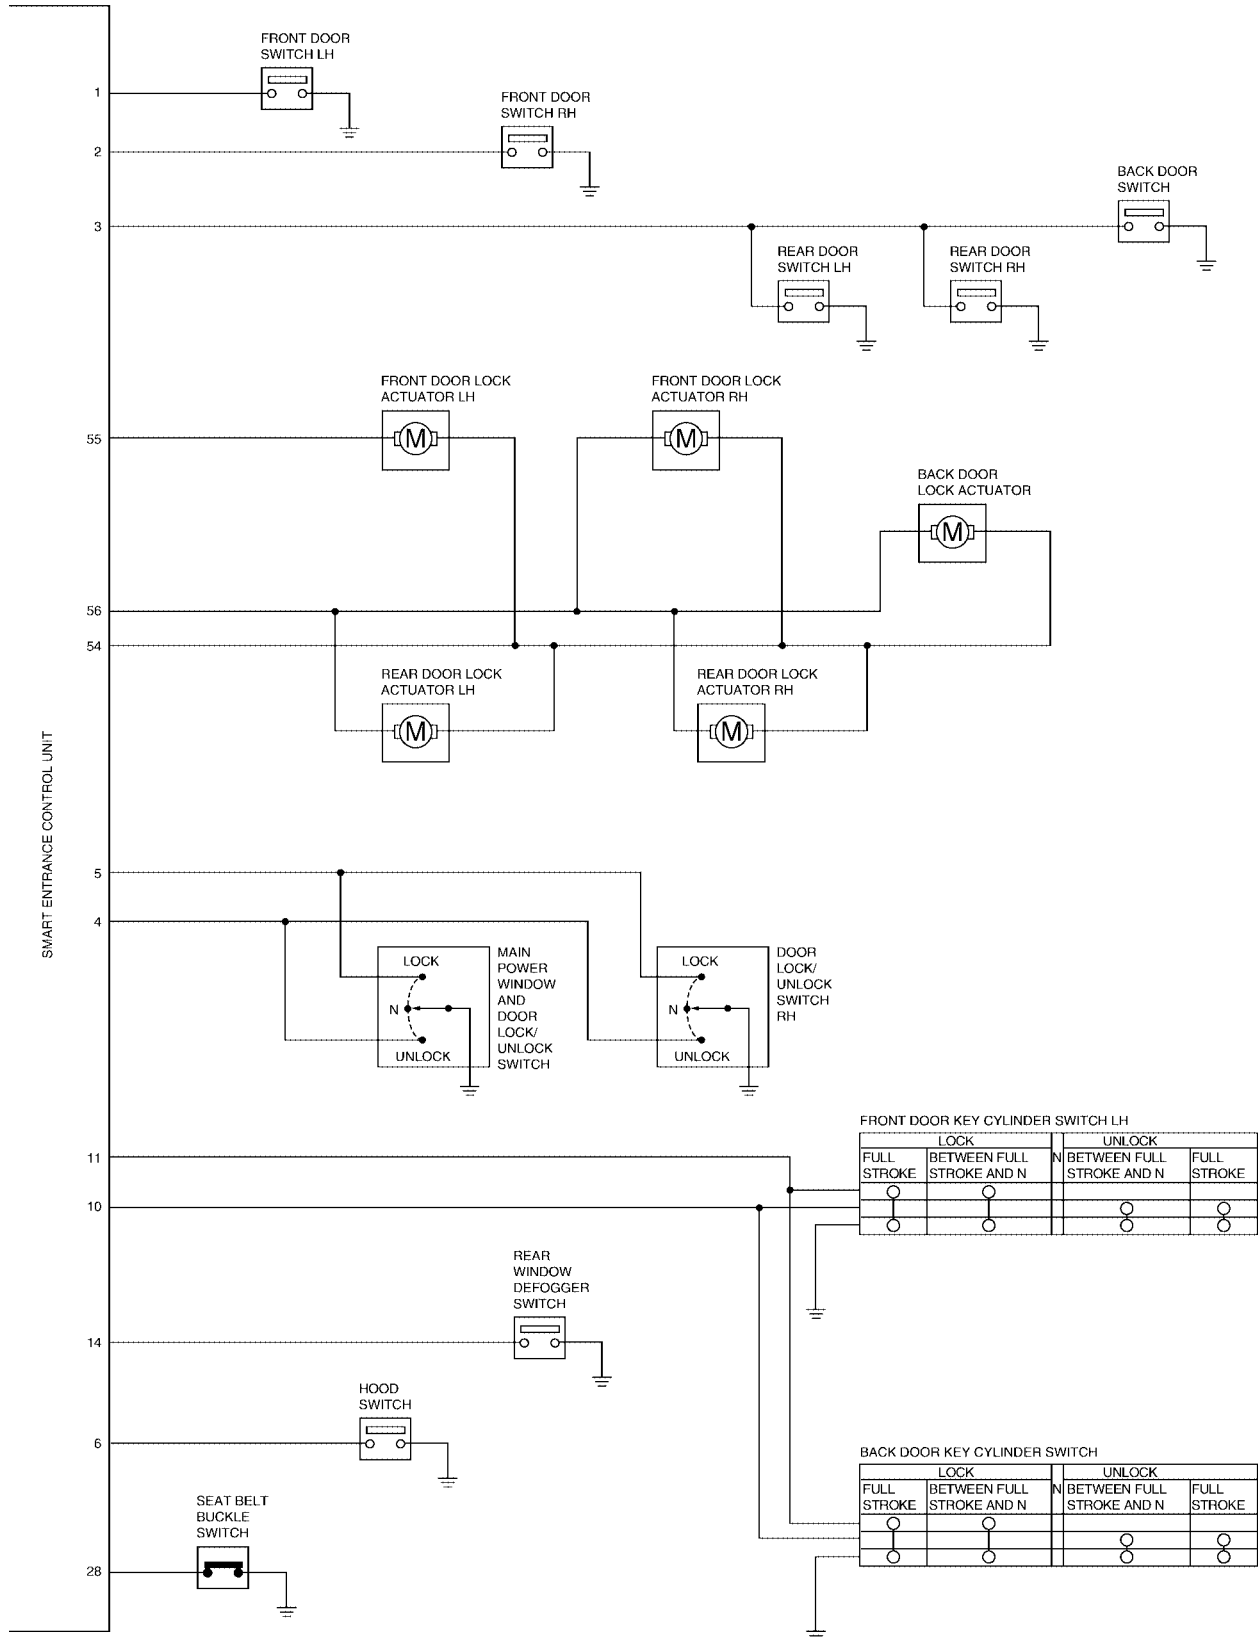 FRONT DOOR
SWITCH LH
1
FRONT DOOR
SWITCH RH
2
BACK DOOR
SWITCH
3
REAR DOOR
SWITCH LH
REAR DOOR
SWITCH RH
FRONT DOOR LOCK
ACTUATOR LH
M
FRONT DOOR LOCK
ACTUATOR RH
M
55
BACK DOOR
LOCK ACTUATOR
M
56
54
REAR DOOR LOCK
ACTUATOR LH
M
REAR DOOR LOCK
ACTUATOR RH
M
SMART ENTRANCE CONTROL UNIT
5
4
LOCK
N
UNLOCK
MAIN
POWER
WINDOW
AND
DOOR
LOCK/
UNLOCK
SWITCH
LOCK
N
UNLOCK
DOOR
LOCK/
UNLOCK
SWITCH
RH
FRONT DOOR KEY CYLINDER SWITCH LH
LOCK UNLOCK
FULL BETWEEN FULL N BETWEEN FULL FULL
STROKE STROKE AND N STROKE AND N STROKE
11
10
REAR
WINDOW
DEFOGGER
SWITCH
14
HOOD
SWITCH
6
BACK DOOR KEY CYLINDER SWITCH
LOCK UNLOCK
FULL BETWEEN FULL N BETWEEN FULL FULL
STROKE STROKE AND N STROKE AND N STROKE
SEAT BELT
BUCKLE
SWITCH
28